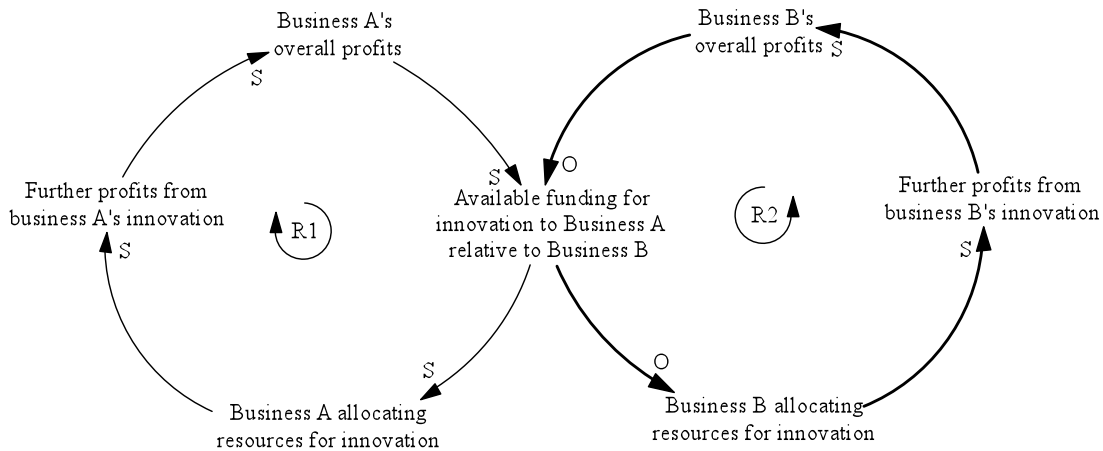 Business A's
overall profits
S
Business B's
overall profits
S
S
O
Further profits from
business A's innovation
S
R1
Available funding for
innovation to Business A
relative to Business B
R2
Further profits from
business B's innovation
S
S
O
Business A allocating
resources for innovation
Business B allocating
resources for innovation